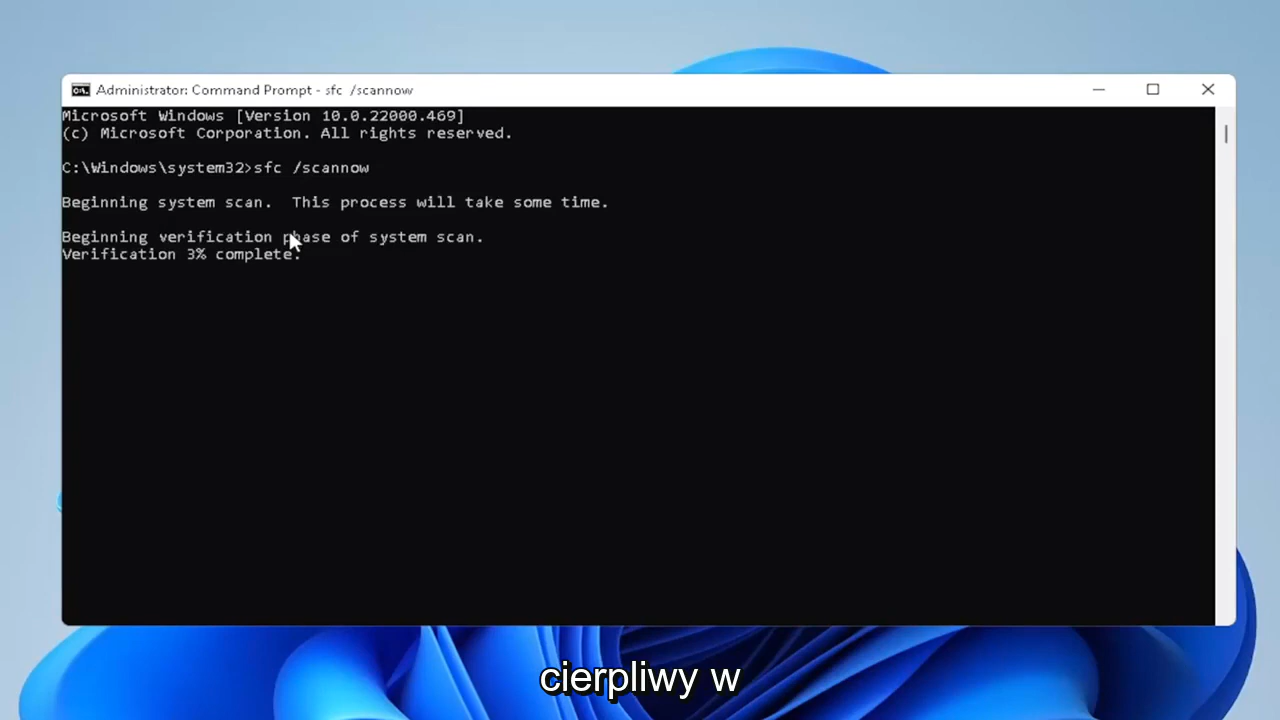 Administrator: Command Prompt - sfc /scannow
Microsoft Windows [Version 10.0.22000.469]
(c) Microsoft Corporation. All rights reserved.
C:\Windows\system32>sfc /scannow
Beginning system scan.  This process will take some time.
Beginning verification phase of system scan.
Verification 3% complete.
cierpliwy w